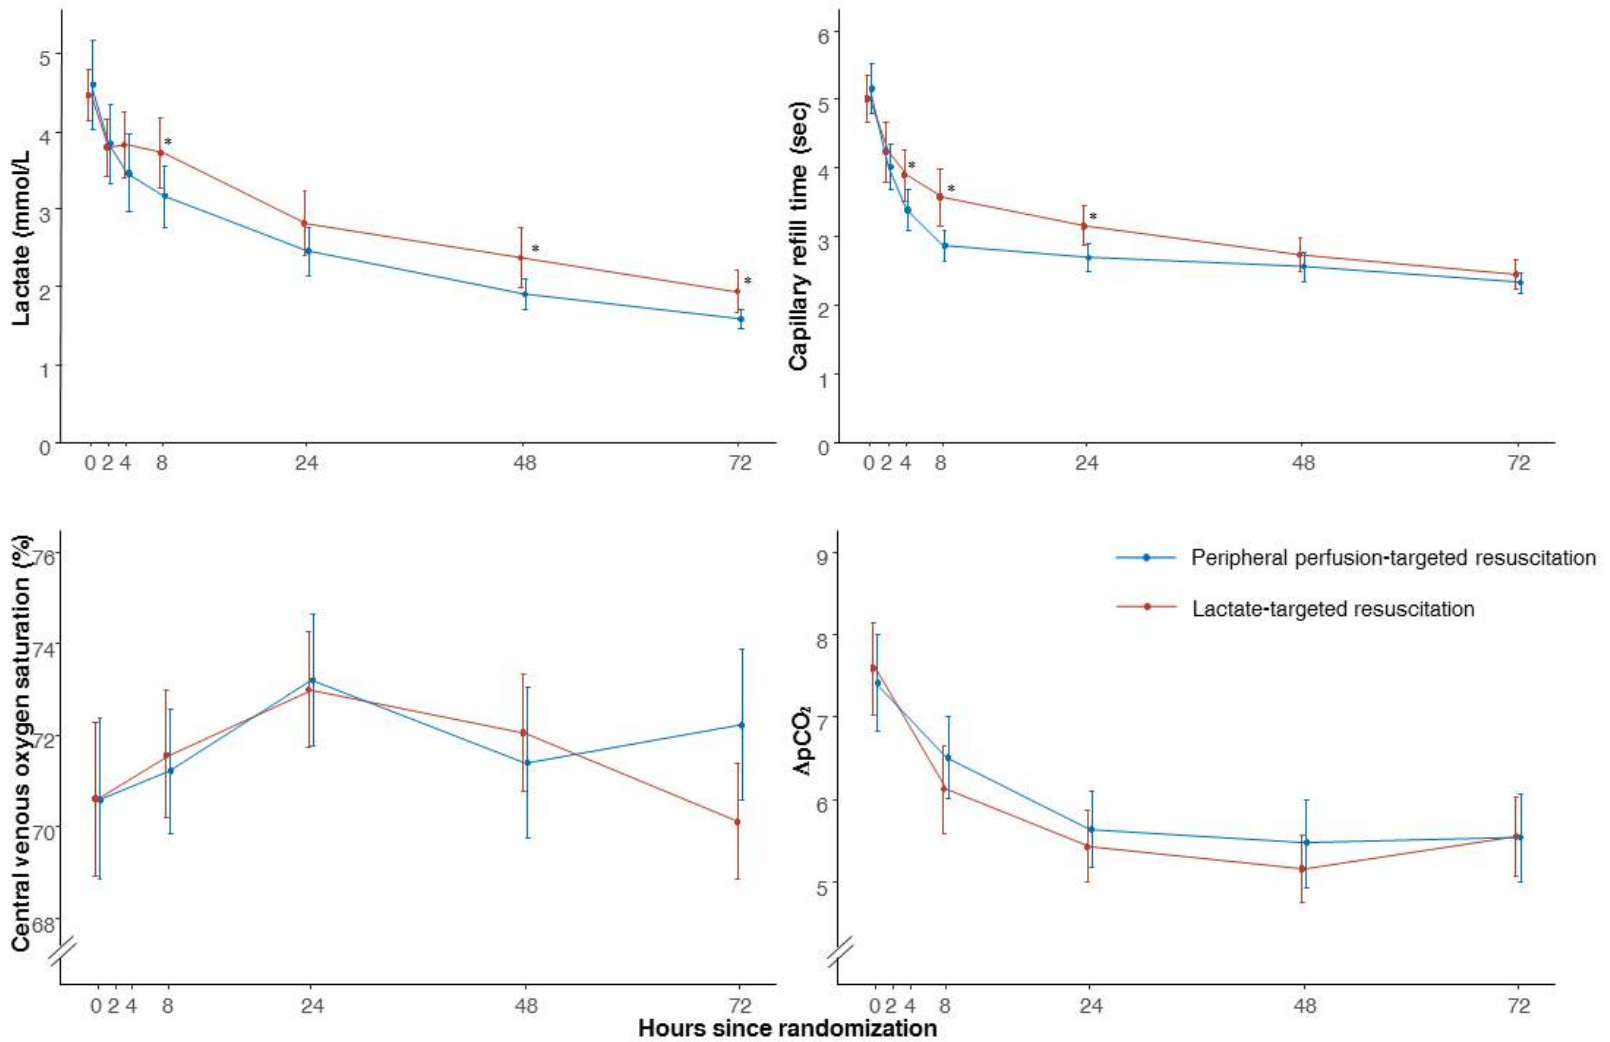 Lactate (mmol/L
5
4
3
2
1
0
*
*
*
0 2 4 8 24 48 72
Capillary refill time (sec)
6
5
4
3
2
1
0
*
*
*
0 2 4 8 24 48 72
Central venous oxygen saturation (%)
76
74
72
70
68
0 2 4 8 24 48 72
ΔpCO₂
9
8
7
6
5
Peripheral perfusion-targeted resuscitation
Lactate-targeted resuscitation
0 2 4 8 24 48 72
Hours since randomization